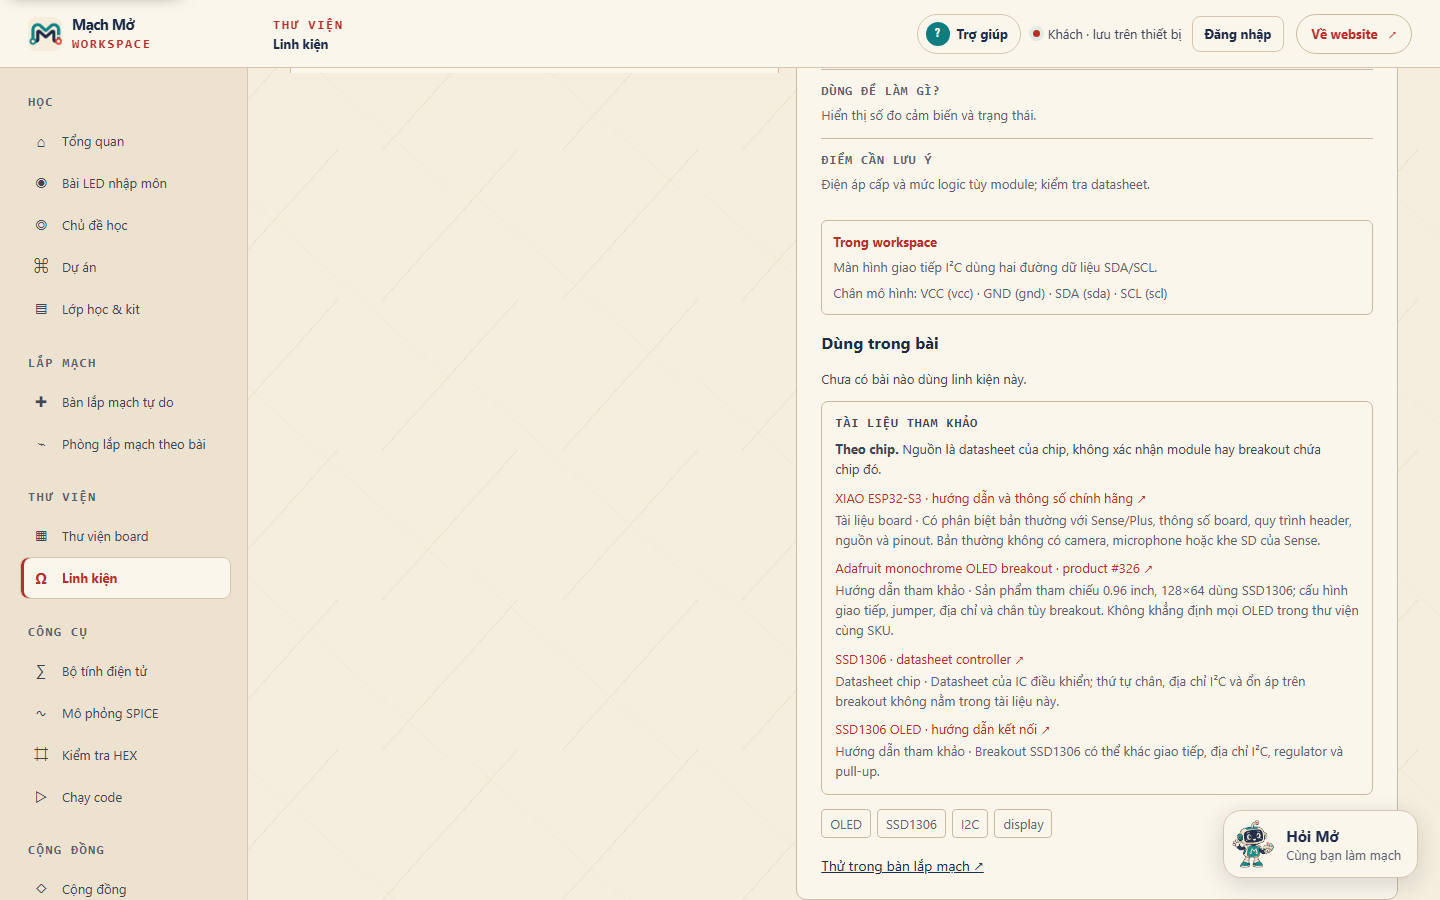 Mạch Mở
WORKSPACE
THƯ VIỆN
Linh kiện
? Trợ giúp
Khách · lưu trên thiết bị
Đăng nhập
Về website ↗
HỌC
Tổng quan
Bài LED nhập môn
Chủ đề học
Dự án
Lớp học & kit
LẮP MẠCH
Bàn lắp mạch tự do
Phòng lắp mạch theo bài
THƯ VIỆN
Thư viện board
Ω Linh kiện
CÔNG CỤ
∑ Bộ tính điện tử
∿ Mô phỏng SPICE
Kiểm tra HEX
Chạy code
CỘNG ĐỒNG
Cộng đồng
DÙNG ĐỂ LÀM GÌ?
Hiển thị số đo cảm biến và trạng thái.
ĐIỂM CẦN LƯU Ý
Điện áp cấp và mức logic tùy module; kiểm tra datasheet.
Trong workspace
Màn hình giao tiếp I²C dùng hai đường dữ liệu SDA/SCL.
Chân mô hình: VCC (vcc) · GND (gnd) · SDA (sda) · SCL (scl)
Dùng trong bài
Chưa có bài nào dùng linh kiện này.
TÀI LIỆU THAM KHẢO
Theo chip. Nguồn là datasheet của chip, không xác nhận module hay breakout chứa
chip đó.
XIAO ESP32-S3 · hướng dẫn và thông số chính hãng ↗
Tài liệu board · Có phân biệt bản thường với Sense/Plus, thông số board, quy trình header,
nguồn và pinout. Bản thường không có camera, microphone hoặc khe SD của Sense.
Adafruit monochrome OLED breakout · product #326 ↗
Hướng dẫn tham khảo · Sản phẩm tham chiếu 0.96 inch, 128×64 dùng SSD1306; cấu hình
giao tiếp, jumper, địa chỉ và chân tùy breakout. Không khẳng định mọi OLED trong thư viện
cùng SKU.
SSD1306 · datasheet controller ↗
Datasheet chip · Datasheet của IC điều khiển; thứ tự chân, địa chỉ I²C và ổn áp trên
breakout không nằm trong tài liệu này.
SSD1306 OLED · hướng dẫn kết nối ↗
Hướng dẫn tham khảo · Breakout SSD1306 có thể khác giao tiếp, địa chỉ I²C, regulator và
pull-up.
OLED SSD1306 I2C display
Thử trong bàn lắp mạch ↗
Hỏi Mở
Cùng bạn làm mạch